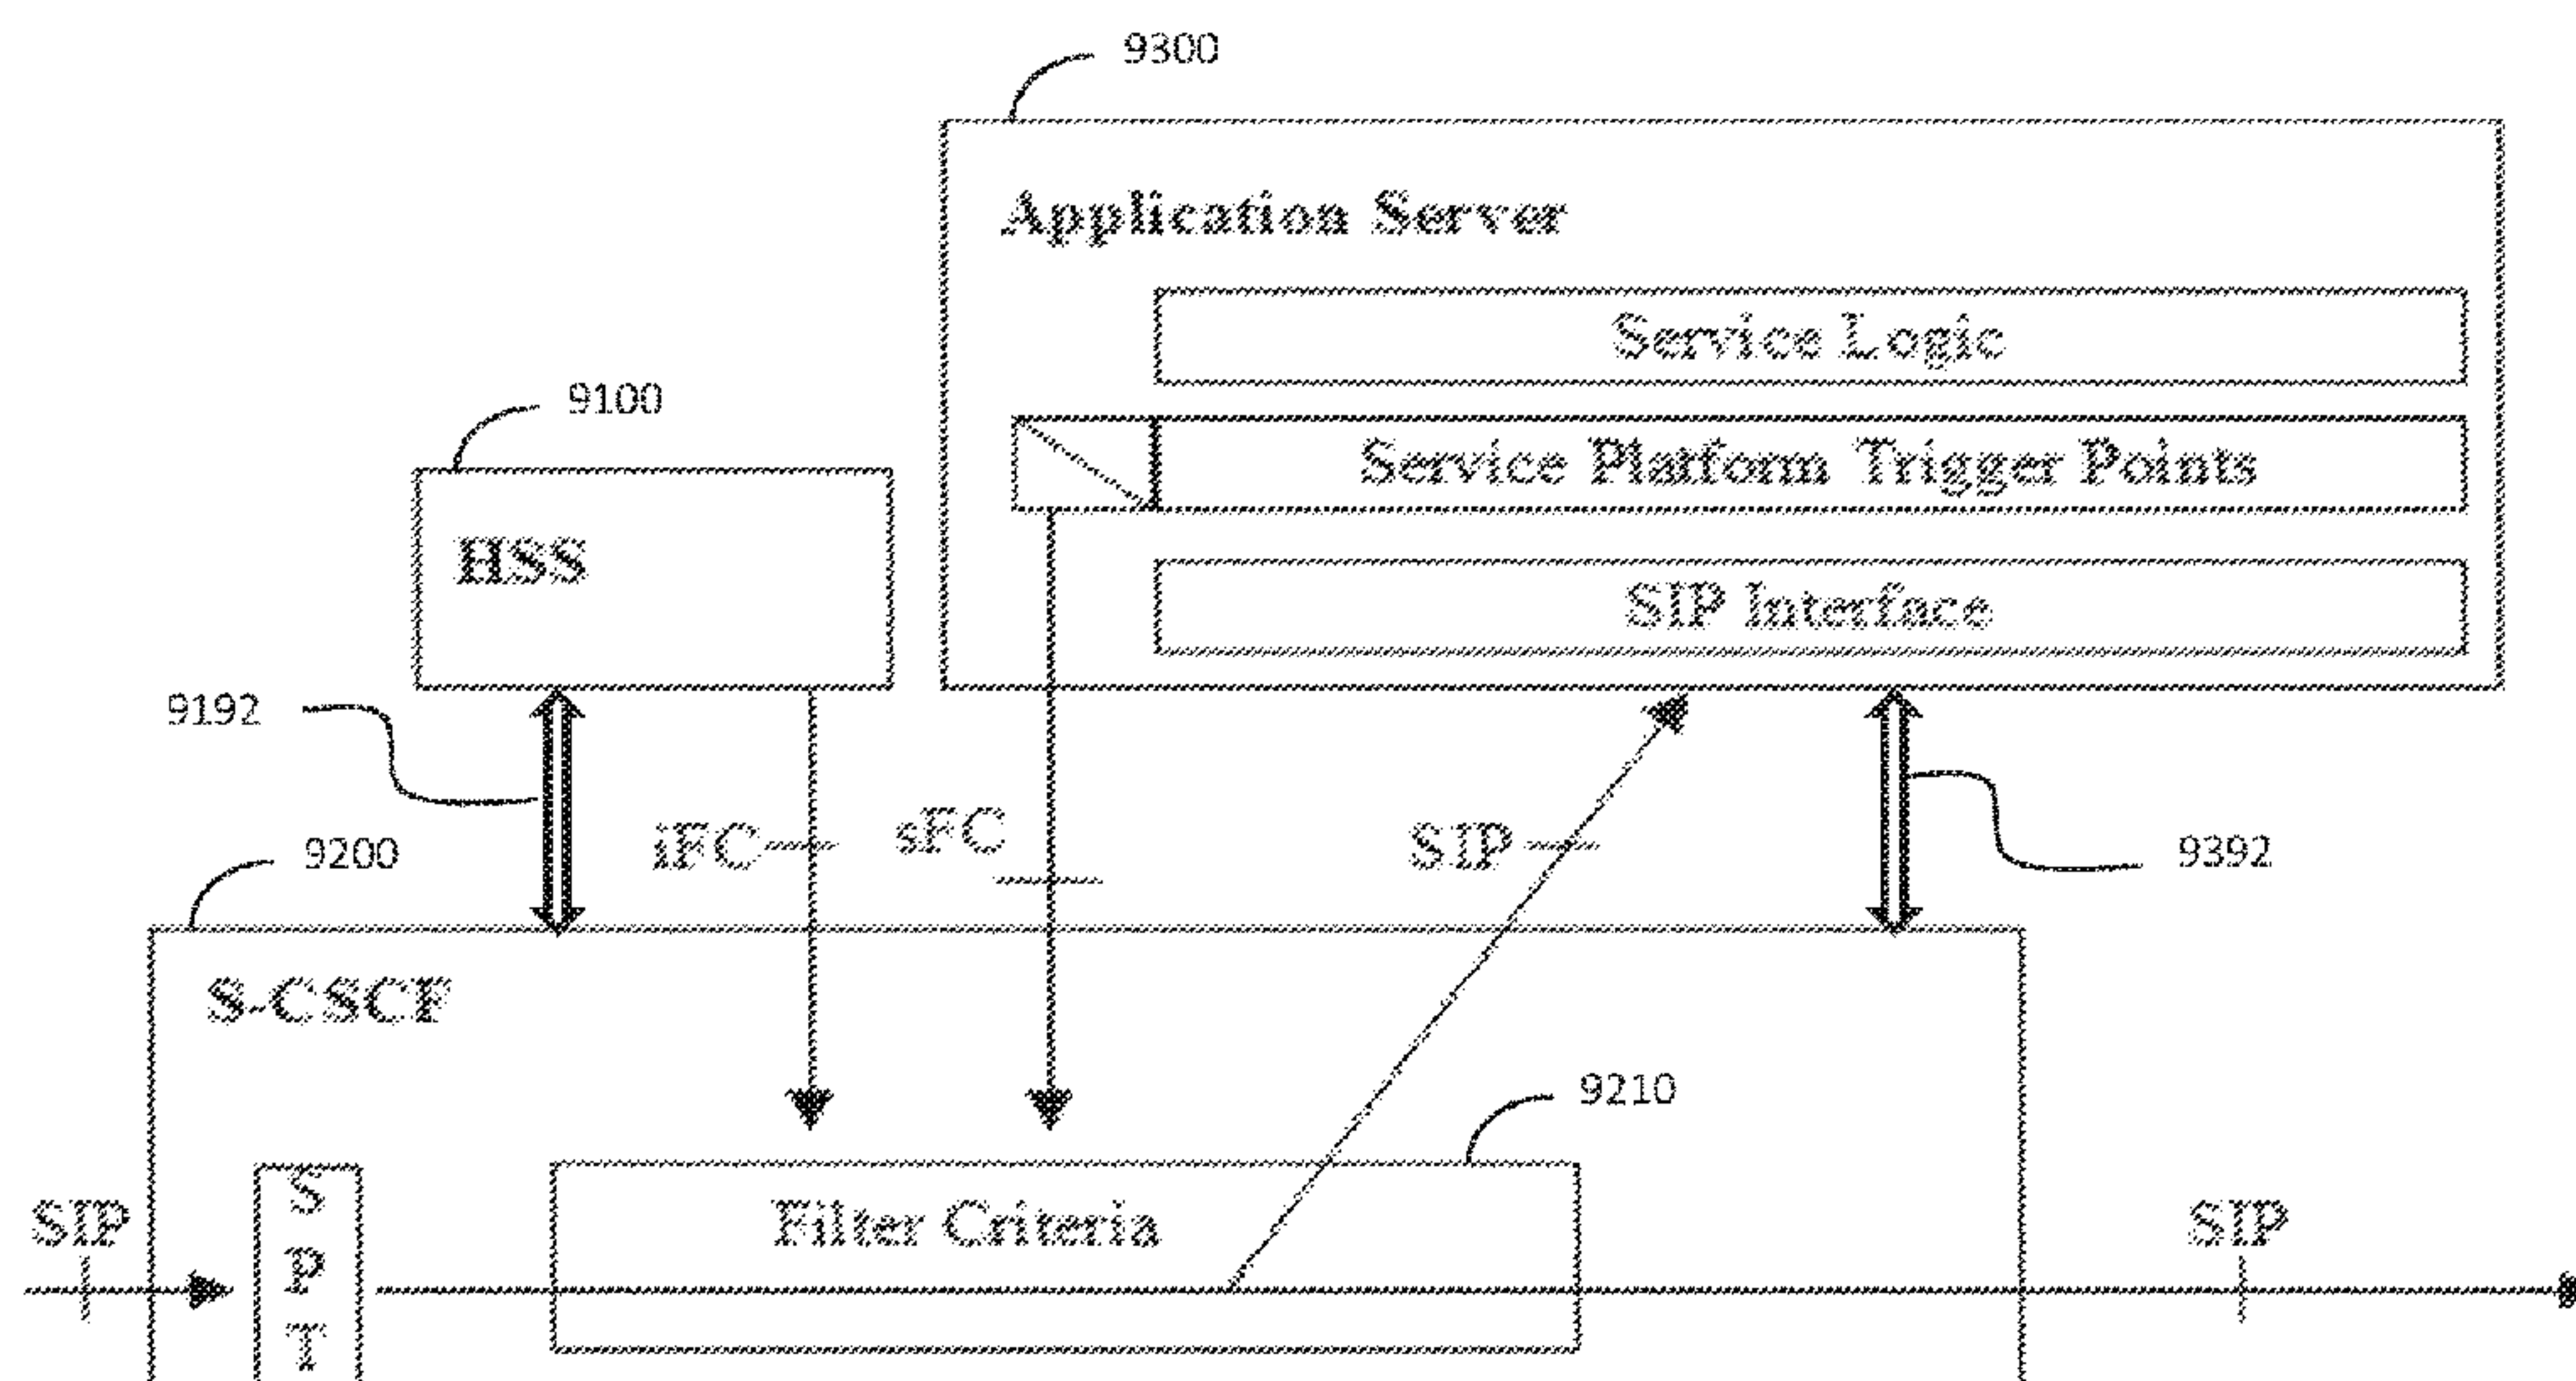 9300
Application Server
Service Logic
9100
Service Platform Trigger Points
HSS
SIP Interface
9192
iFC
sFC
SIP
9392
9200
S-CSCF
9210
SIP
S
P
T
Filter Criteria
SIP